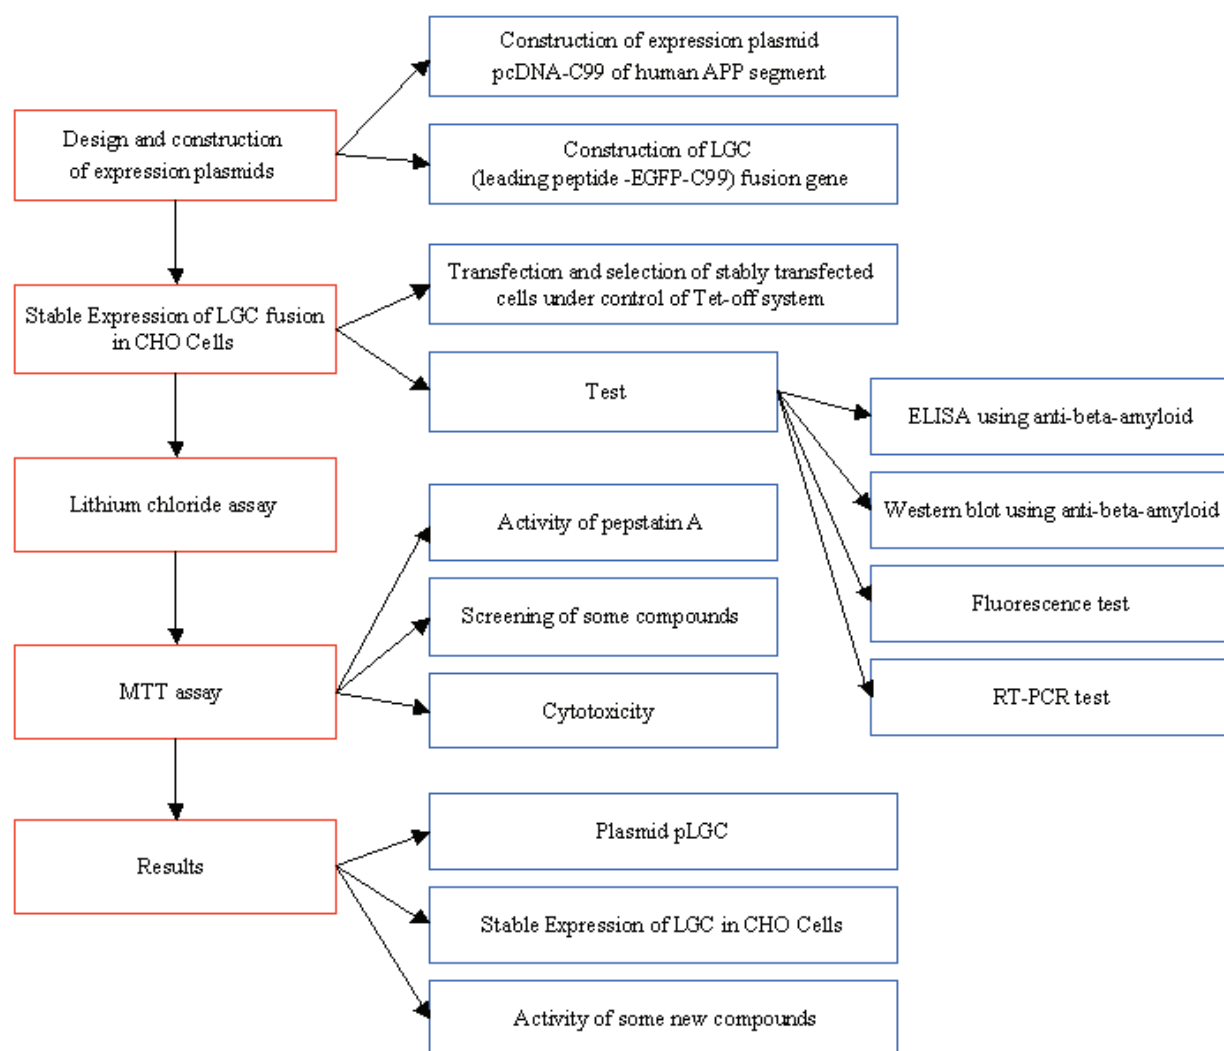 Construction of expression plasmid
pcDNA-C99 of human APP segment
Design and construction
of expression plasmids
Construction of LGC
(leading peptide -EGFP-C99) fusion gene
Transfection and selection of stably transfected
cells under control of Tet-off system
Stable Expression of LGC fusion
in CHO Cells
Test
ELISA using anti-beta-amyloid
Western blot using anti-beta-amyloid
Fluorescence test
RT-PCR test
Lithium chloride assay
Activity of pepstatin A
Screening of some compounds
MTT assay
Cytotoxicity
Plasmid pLGC
Results
Stable Expression of LGC in CHO Cells
Activity of some new compounds